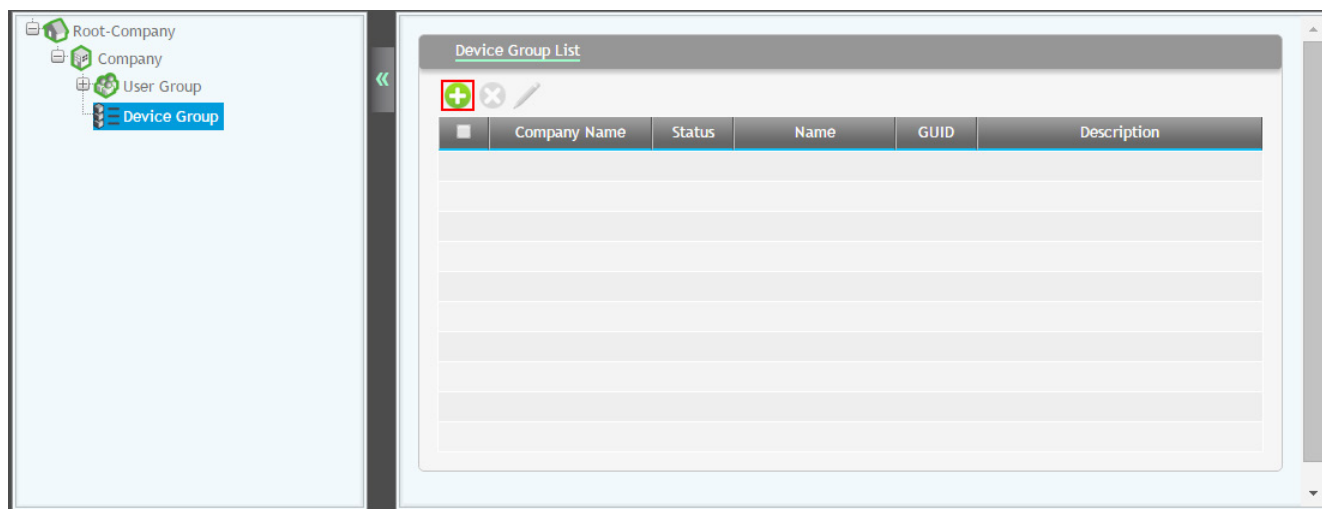 Root-Company
Company
User Group
Device Group
Device Group List
Company Name Status Name GUID Description